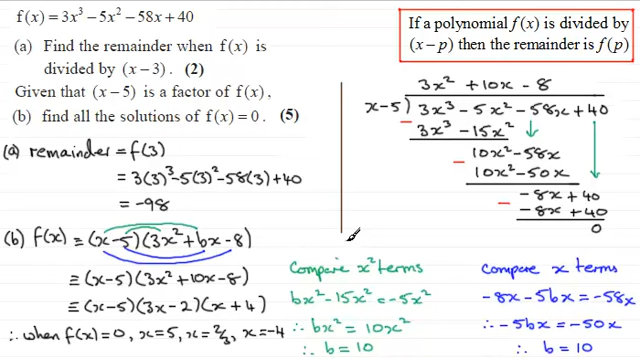 f(x) = 3x³ − 5x² − 58x + 40
(a) Find the remainder when f(x) is
divided by (x − 3). (2)
Given that (x − 5) is a factor of f(x),
(b) find all the solutions of f(x) = 0. (5)
(a) remainder = f(3)
= 3(3)³ − 5(3)² − 58(3) + 40
= −98
(b) f(x) ≡ (x − 5)(3x² + bx − 8)
≡ (x − 5)(3x² + 10x − 8)
≡ (x − 5)(3x − 2)(x + 4)
∴ when f(x) = 0, x = 5, x = 2/3, x = −4
If a polynomial f(x) is divided by
(x − p) then the remainder is f(p)
3x² + 10x − 8
x − 5 ) 3x³ − 5x² − 58x + 40
− 3x³ − 15x²
10x² − 58x
− 10x² − 50x
−8x + 40
− −8x + 40
0
Compare x² terms
bx² − 15x² = −5x²
∴ bx² = 10x²
∴ b = 10
Compare x terms
−8x − 5bx = −58x
∴ −5bx = −50x
∴ b = 10